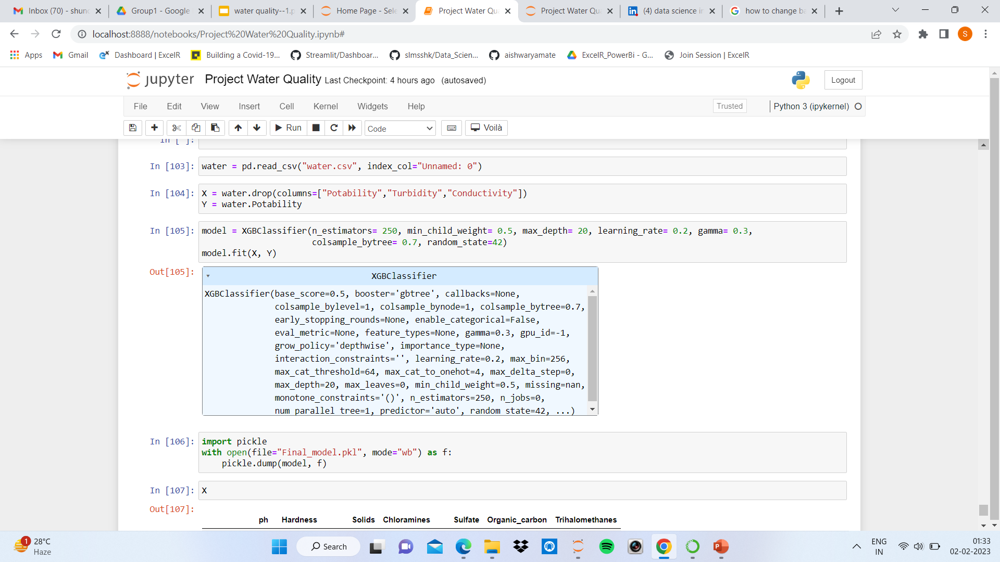 Inbox (70) - shun
Group1 - Google
water quality--1.p
Home Page - Sele
Project Water Qu
Project Water Qu
(4) data science in
how to change ba
localhost:8888/notebooks/Project%20Water%20Quality.ipynb#
S
Apps
Gmail
Dashboard | ExcelR
Building a Covid-19...
Streamlit/Dashboar...
slmsshk/Data_Scien...
aishwaryamate
ExcelR_PowerBi - G...
Join Session | ExcelR
jupyter Project Water Quality Last Checkpoint: 4 hours ago (autosaved)
Logout
File Edit View Insert Cell Kernel Widgets Help
Trusted
Python 3 (ipykernel)
Run
Code
Voilà
In [ ]:
In [103]: water = pd.read_csv("water.csv", index_col="Unnamed: 0")
In [104]: X = water.drop(columns=["Potability","Turbidity","Conductivity"])
Y = water.Potability
In [105]: model = XGBClassifier(n_estimators= 250, min_child_weight= 0.5, max_depth= 20, learning_rate= 0.2, gamma= 0.3,
colsample_bytree= 0.7, random_state=42)
model.fit(X, Y)
Out[105]:
XGBClassifier
XGBClassifier(base_score=0.5, booster='gbtree', callbacks=None,
colsample_bylevel=1, colsample_bynode=1, colsample_bytree=0.7,
early_stopping_rounds=None, enable_categorical=False,
eval_metric=None, feature_types=None, gamma=0.3, gpu_id=-1,
grow_policy='depthwise', importance_type=None,
interaction_constraints='', learning_rate=0.2, max_bin=256,
max_cat_threshold=64, max_cat_to_onehot=4, max_delta_step=0,
max_depth=20, max_leaves=0, min_child_weight=0.5, missing=nan,
monotone_constraints='()', n_estimators=250, n_jobs=0,
num_parallel_tree=1, predictor='auto', random_state=42, ...)
In [106]: import pickle
with open(file="Final_model.pkl", mode="wb") as f:
pickle.dump(model, f)
In [107]: X
Out[107]:
ph Hardness Solids Chloramines Sulfate Organic_carbon Trihalomethanes
1
28°C
Haze
Search
ENG
IN
01:33
02-02-2023